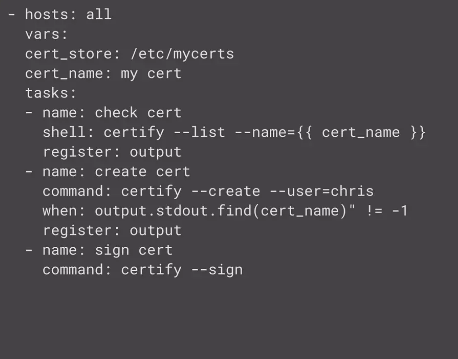 - hosts: all
  vars:
  cert_store: /etc/mycerts
  cert_name: my cert
  tasks:
  - name: check cert
    shell: certify --list --name={{ cert_name }}
    register: output
  - name: create cert
    command: certify --create --user=chris
    when: output.stdout.find(cert_name)" != -1
    register: output
  - name: sign cert
    command: certify --sign